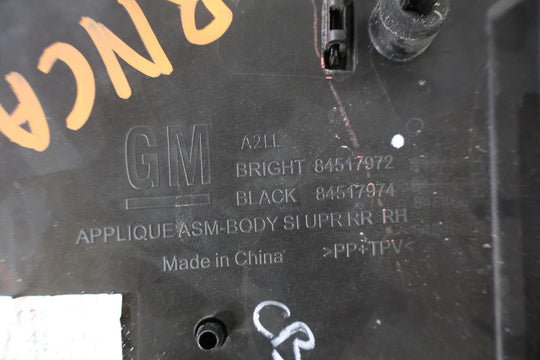 RNCA
GM
A2LL
BRIGHT 84517972
BLACK 84517974
APPLIQUE ASM-BODY SI UPR RR RH
Made in China >PP+TPV<